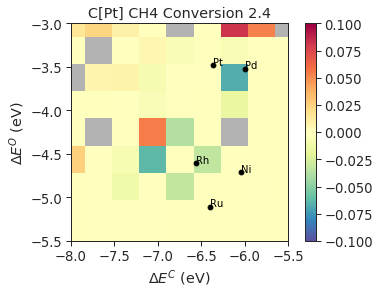 C[Pt] CH4 Conversion 2.4
ΔE^O (eV)
−3.0
−3.5
−4.0
−4.5
−5.0
−5.5
Pt
Pd
Rh
Ni
Ru
−8.0 −7.5 −7.0 −6.5 −6.0 −5.5
ΔE^C (eV)
0.100
0.075
0.050
0.025
0.000
−0.025
−0.050
−0.075
−0.100